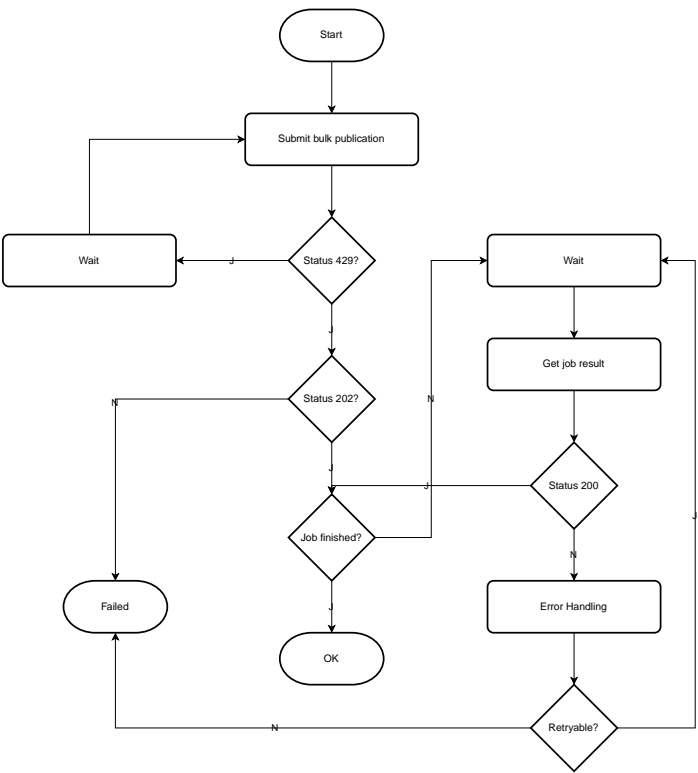 Start
Submit bulk publication
Wait
J
Status 429?
Wait
J
Get job result
N
Status 202?
N
J
J
Status 200
Job finished?
J
N
Failed
J
Error Handling
OK
N
Retryable?